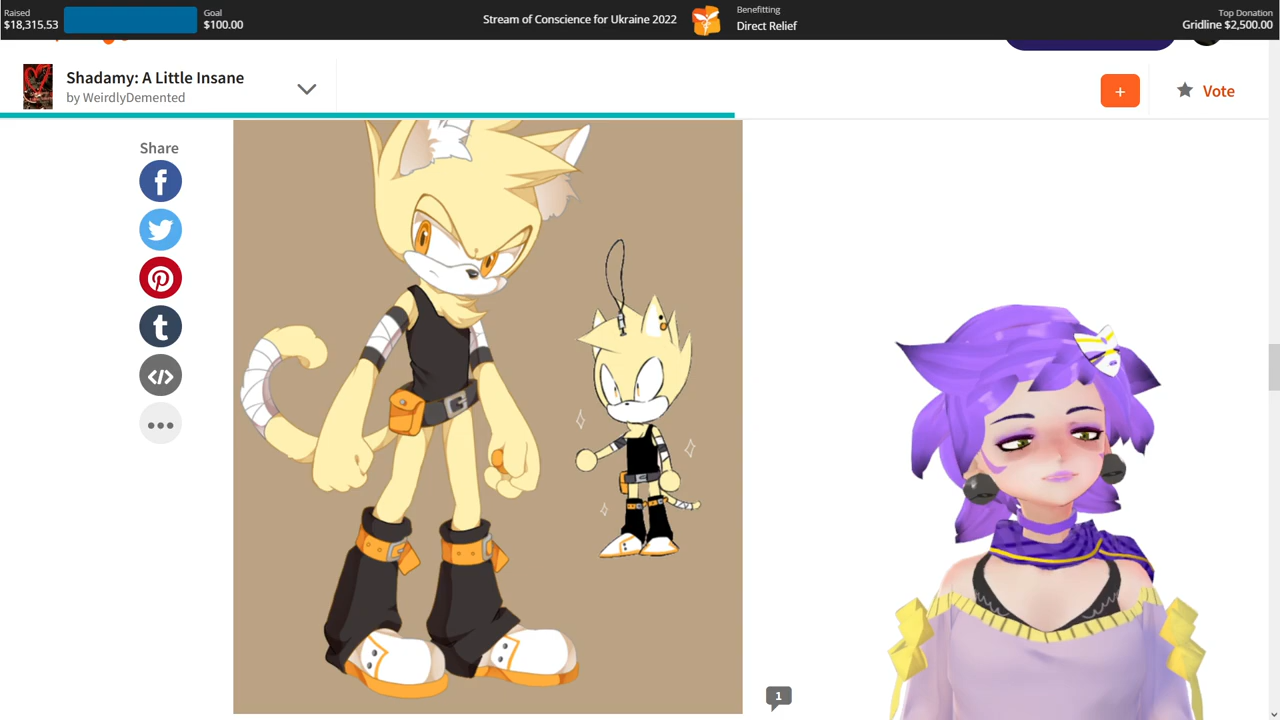 Raised
$18,315.53
Goal
$100.00
Stream of Conscience for Ukraine 2022
Benefitting
Direct Relief
Top Donation
Gridline $2,500.00
Shadamy: A Little Insane
by WeirdlyDemented
+
Vote
Share
1